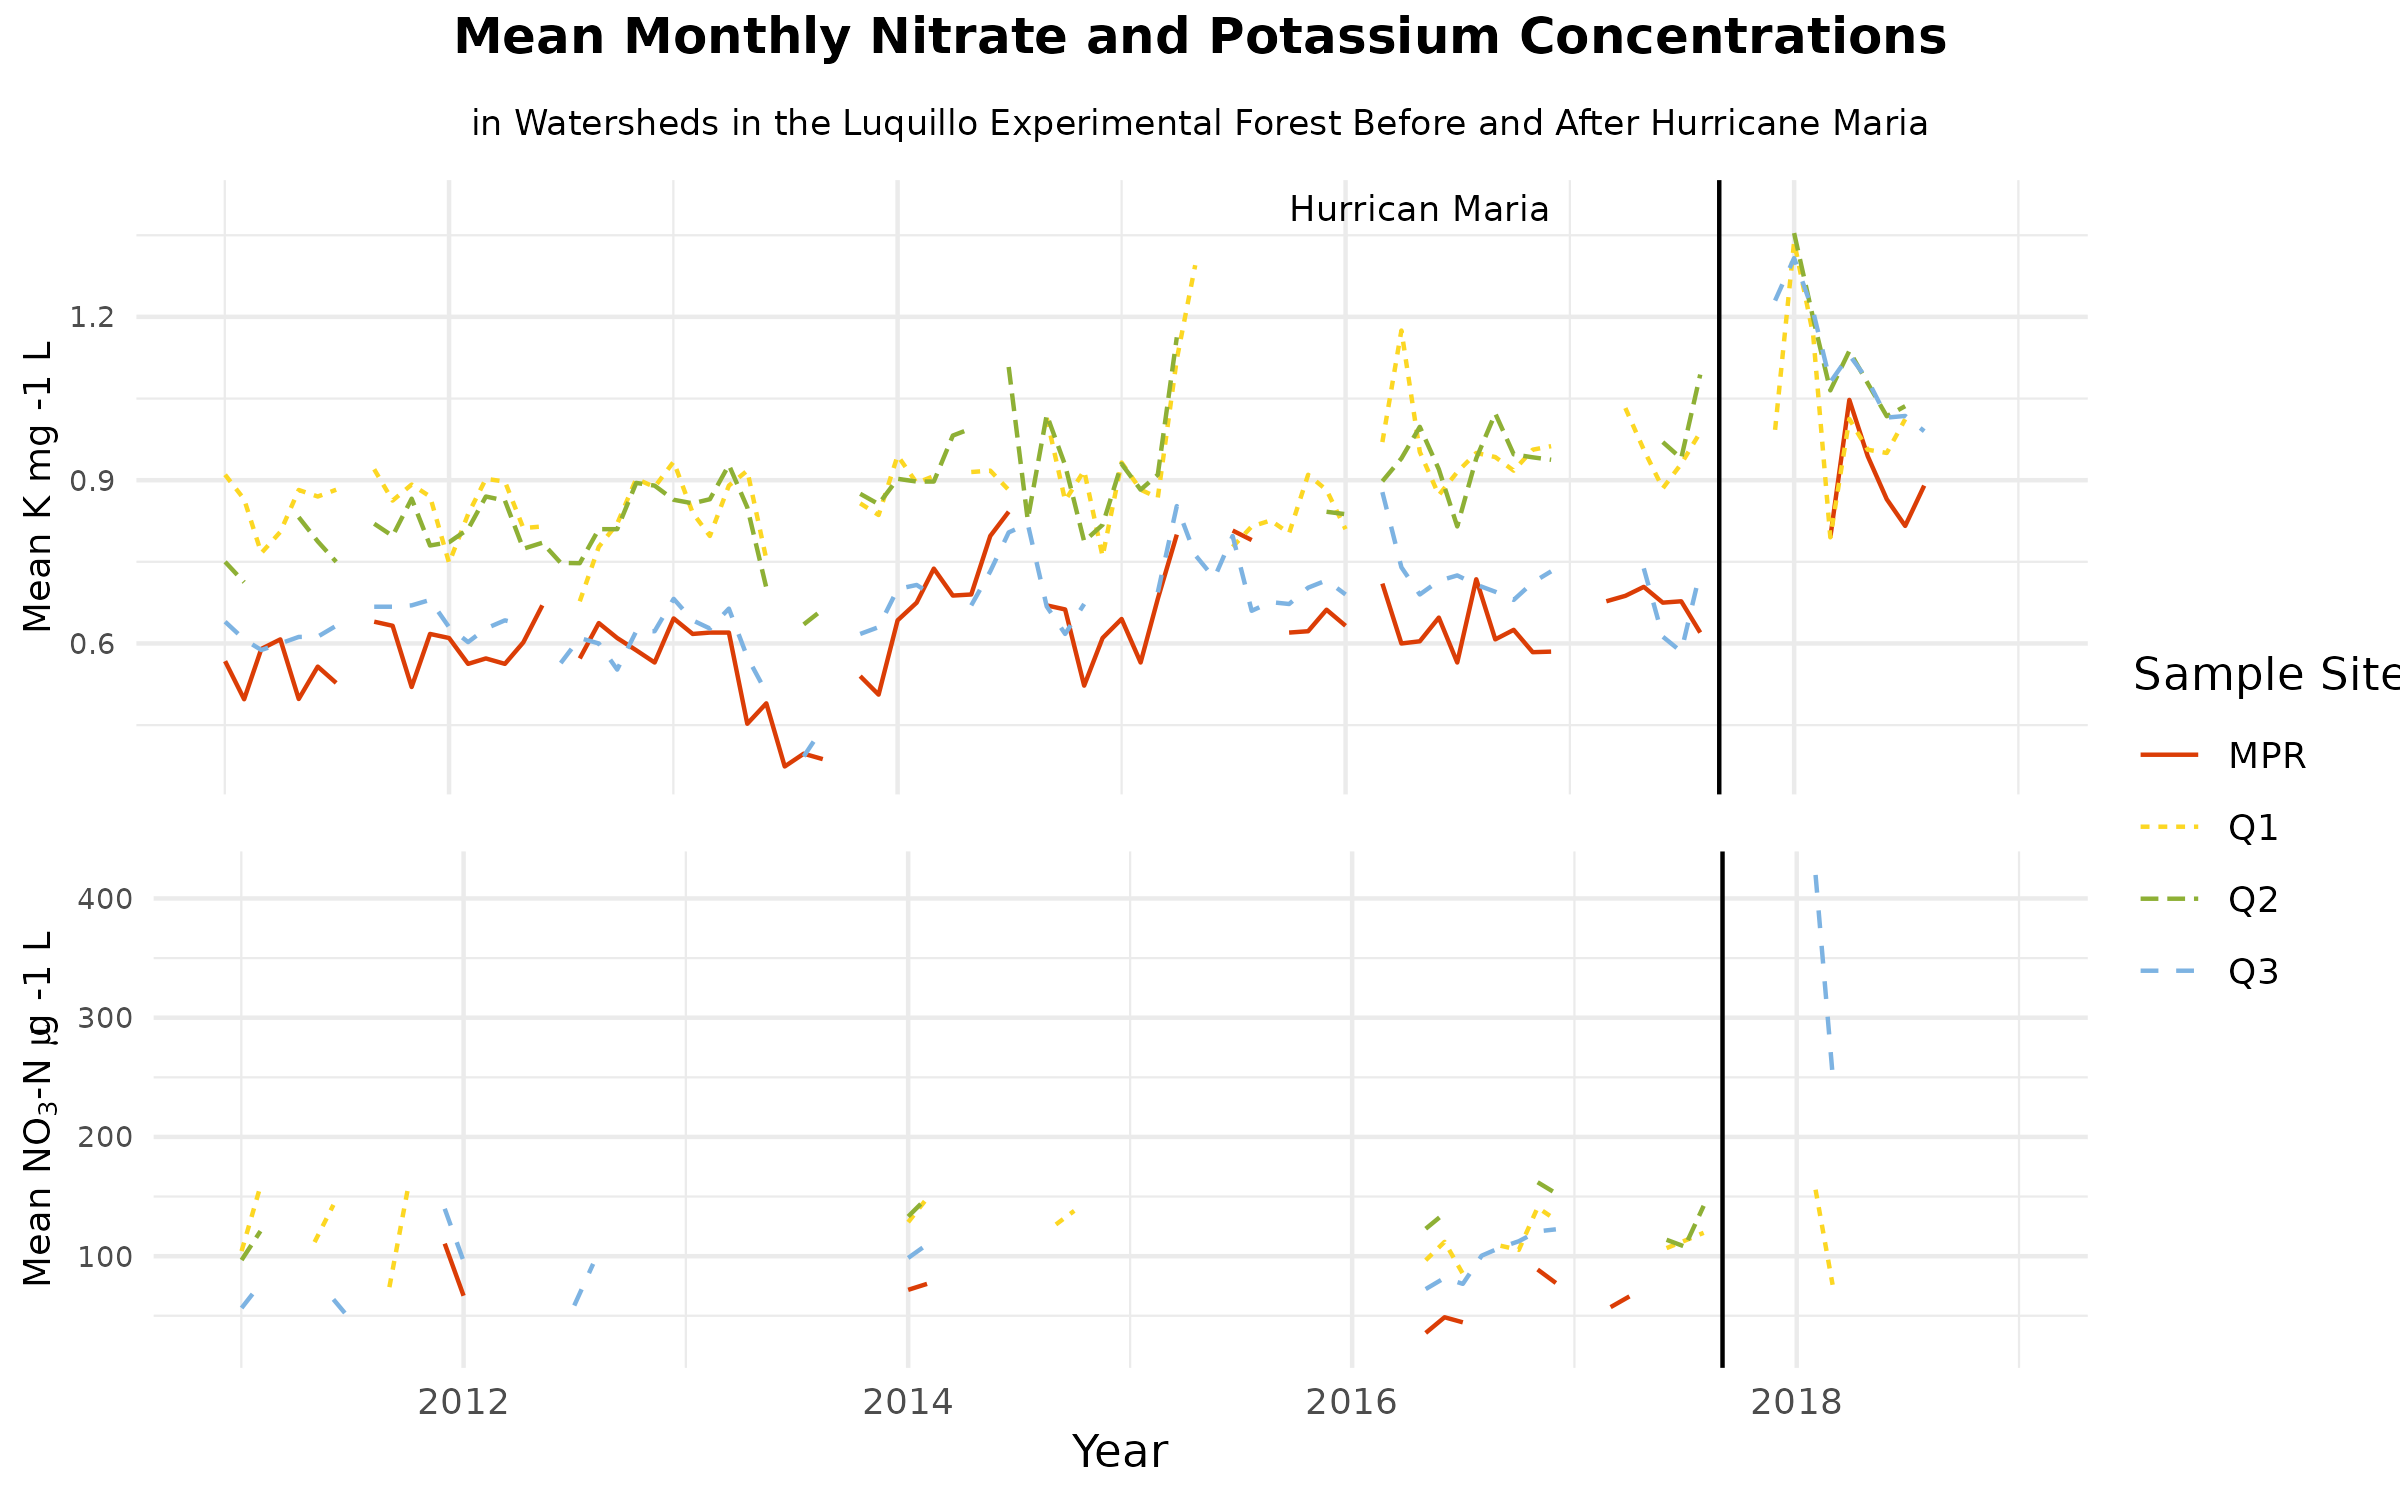 Mean Monthly Nitrate and Potassium Concentrations
in Watersheds in the Luquillo Experimental Forest Before and After Hurricane Maria
Hurrican Maria
Mean K mg -1 L
1.2
0.9
0.6
Mean NO₃-N µg -1 L
400
300
200
100
2012
2014
2016
2018
Year
Sample Site
MPR
Q1
Q2
Q3